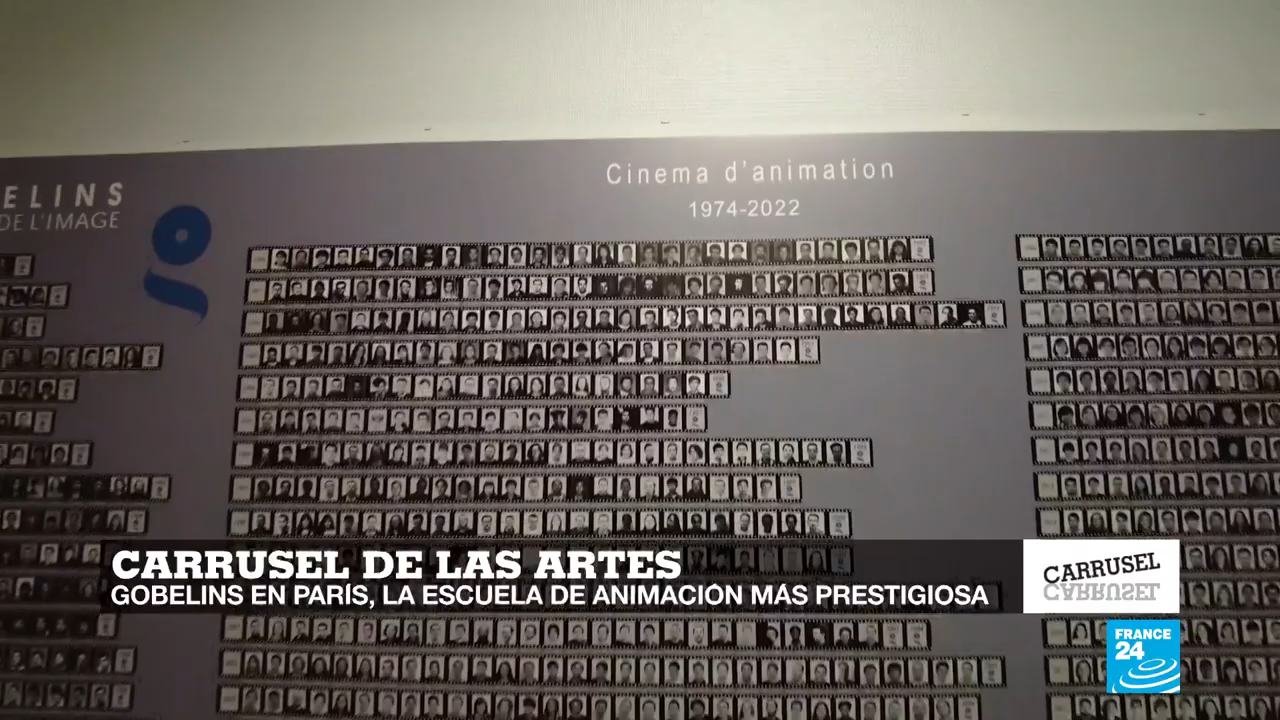 ELINS
DE L'IMAGE
Cinema d'animation
1974-2022
CARRUSEL DE LAS ARTES
GOBELINS EN PARÍS, LA ESCUELA DE ANIMACIÓN MÁS PRESTIGIOSA
CARRUSEL
CARRUSEL
FRANCE
24